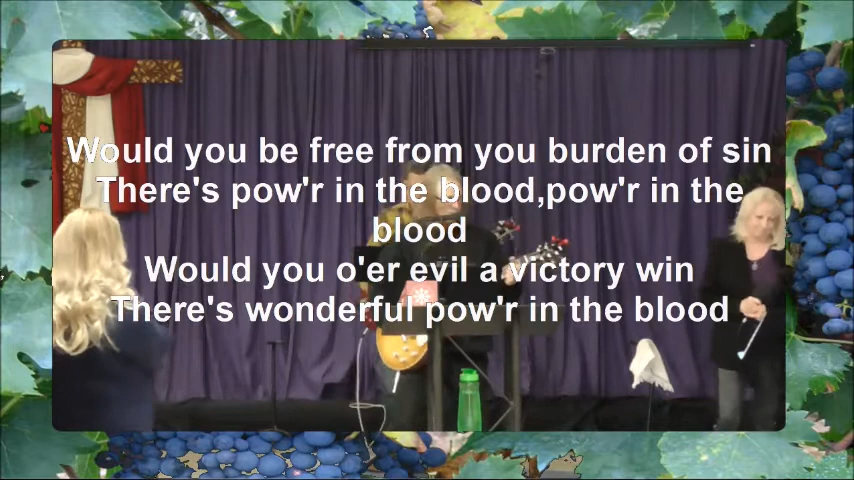 Would you be free from you burden of sin
There's pow'r in the blood,pow'r in the
blood
Would you o'er evil a victory win
There's wonderful pow'r in the blood